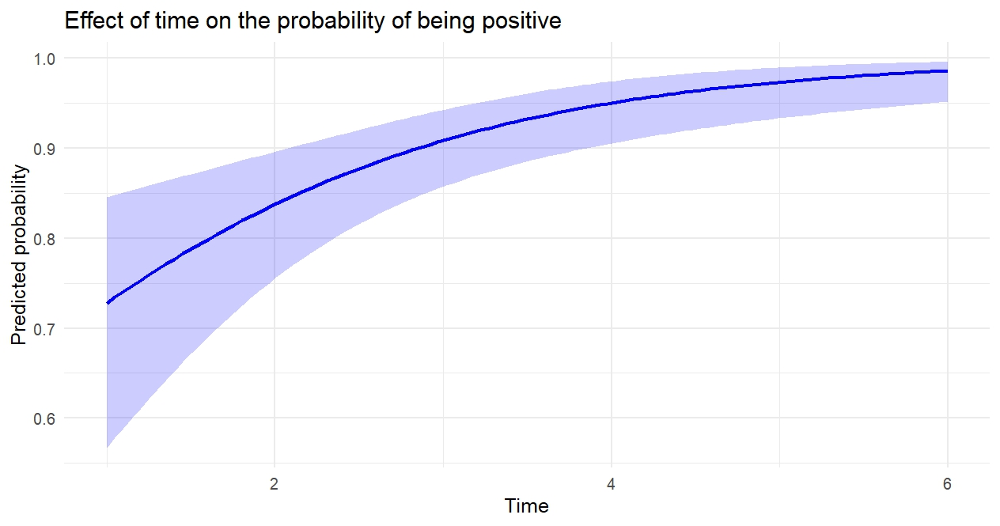 Effect of time on the probability of being positive
1.0
0.9
0.8
0.7
0.6
Predicted probability
2 4 6
Time